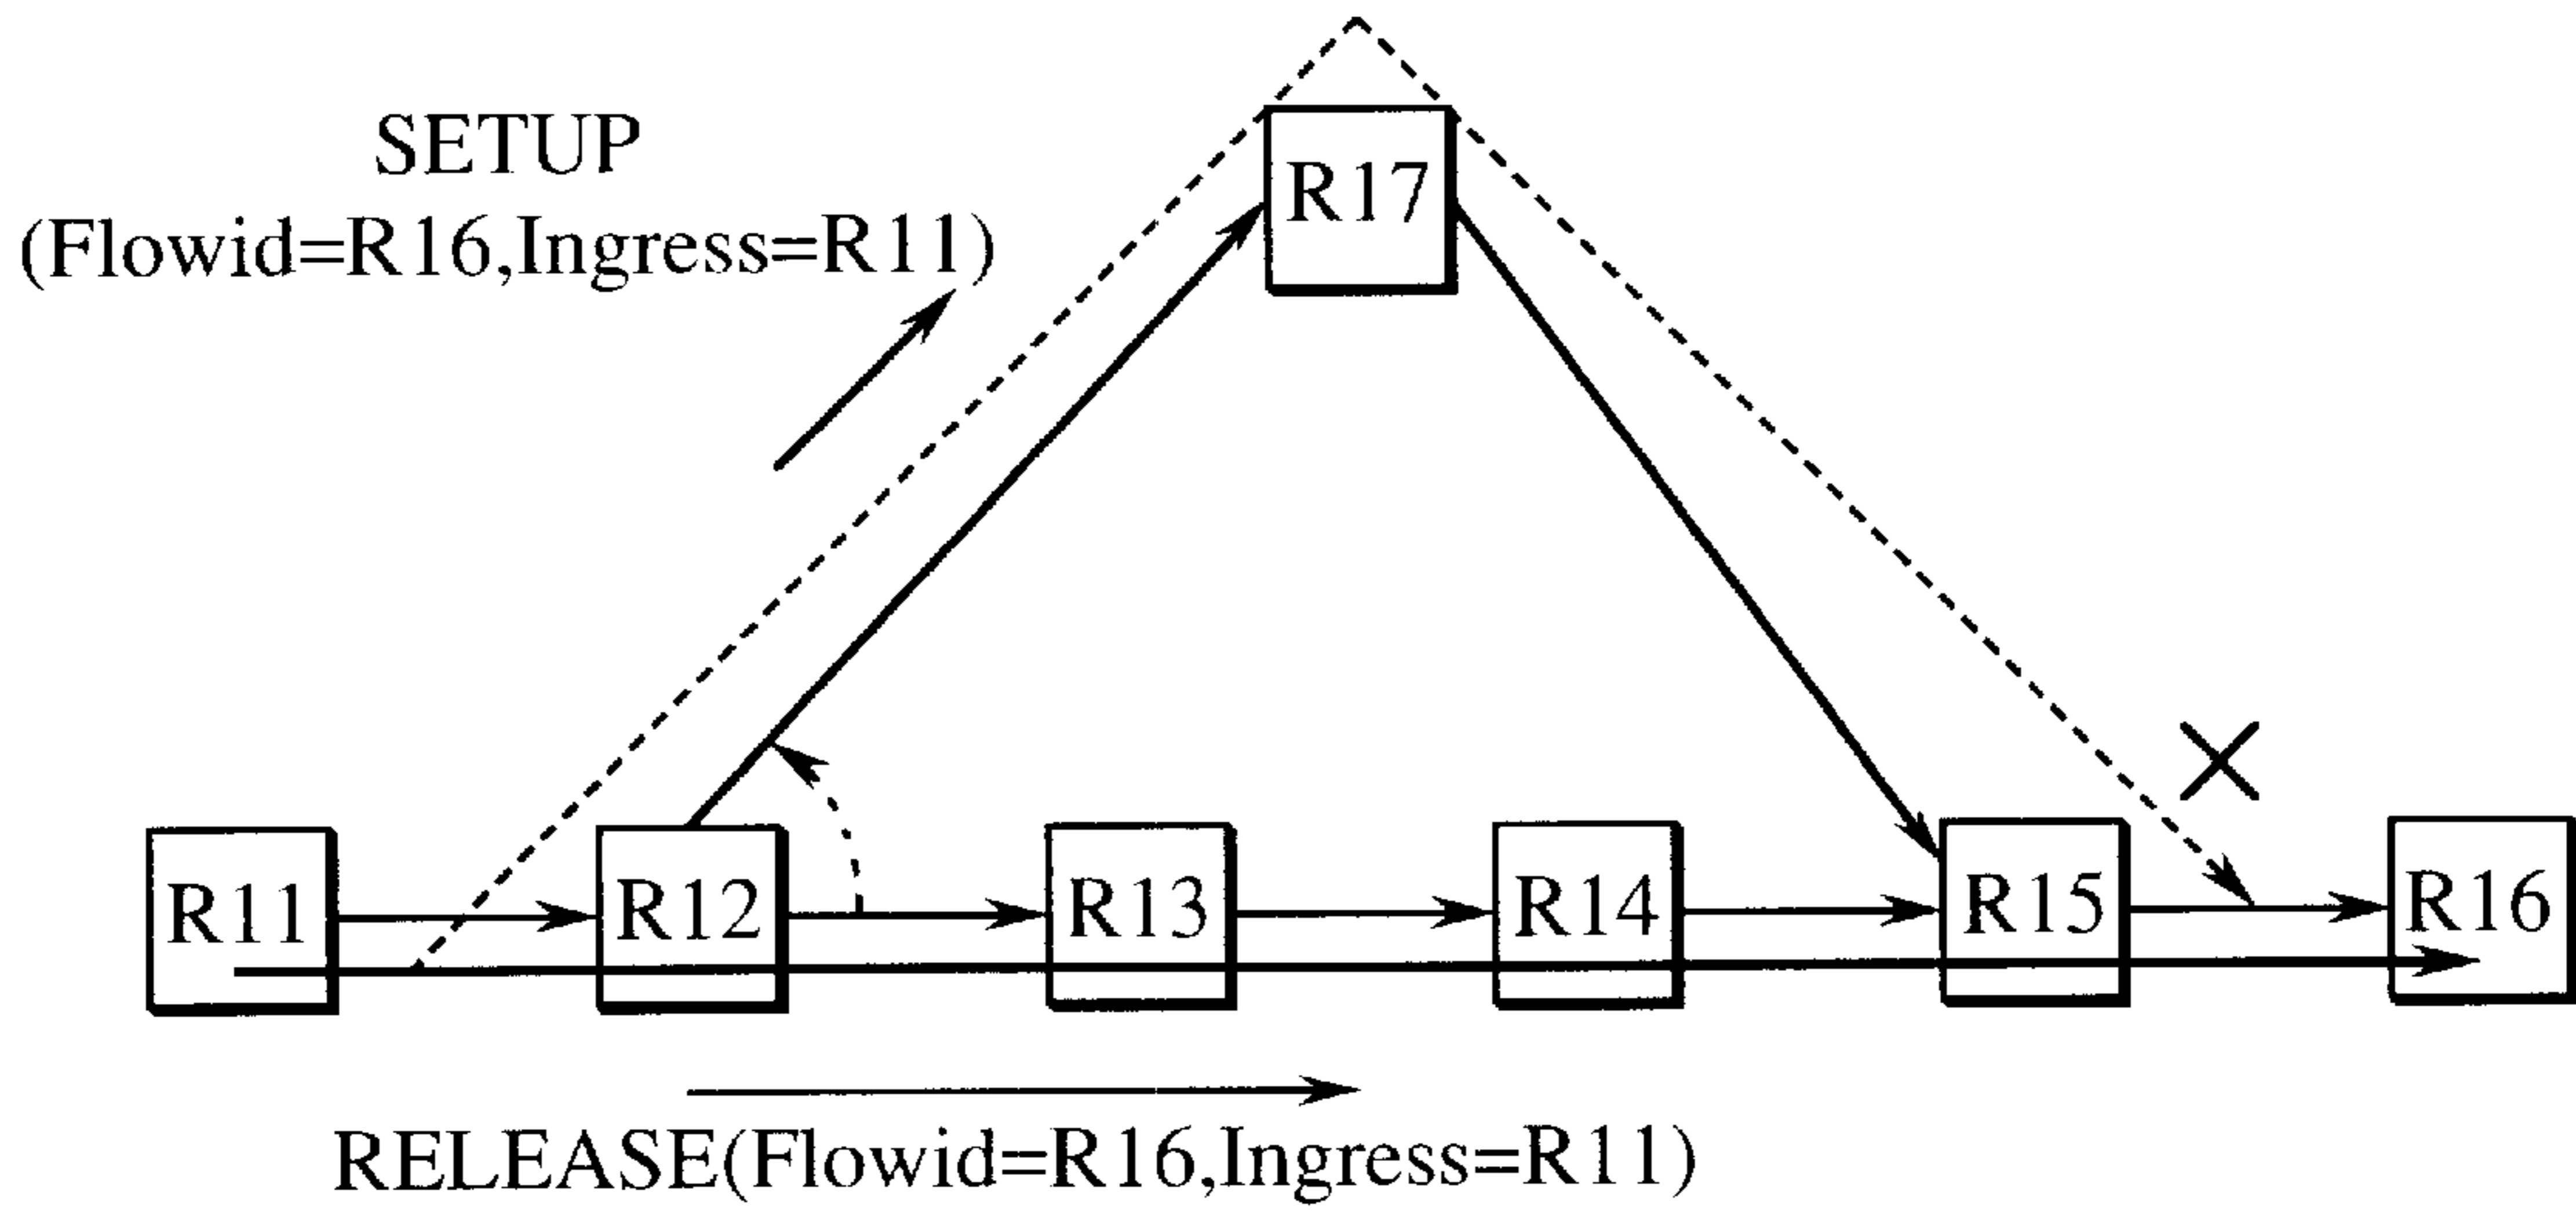 SETUP
(Flowid=R16,Ingress=R11)
R17
R11
R12
R13
R14
R15
R16
RELEASE(Flowid=R16,Ingress=R11)